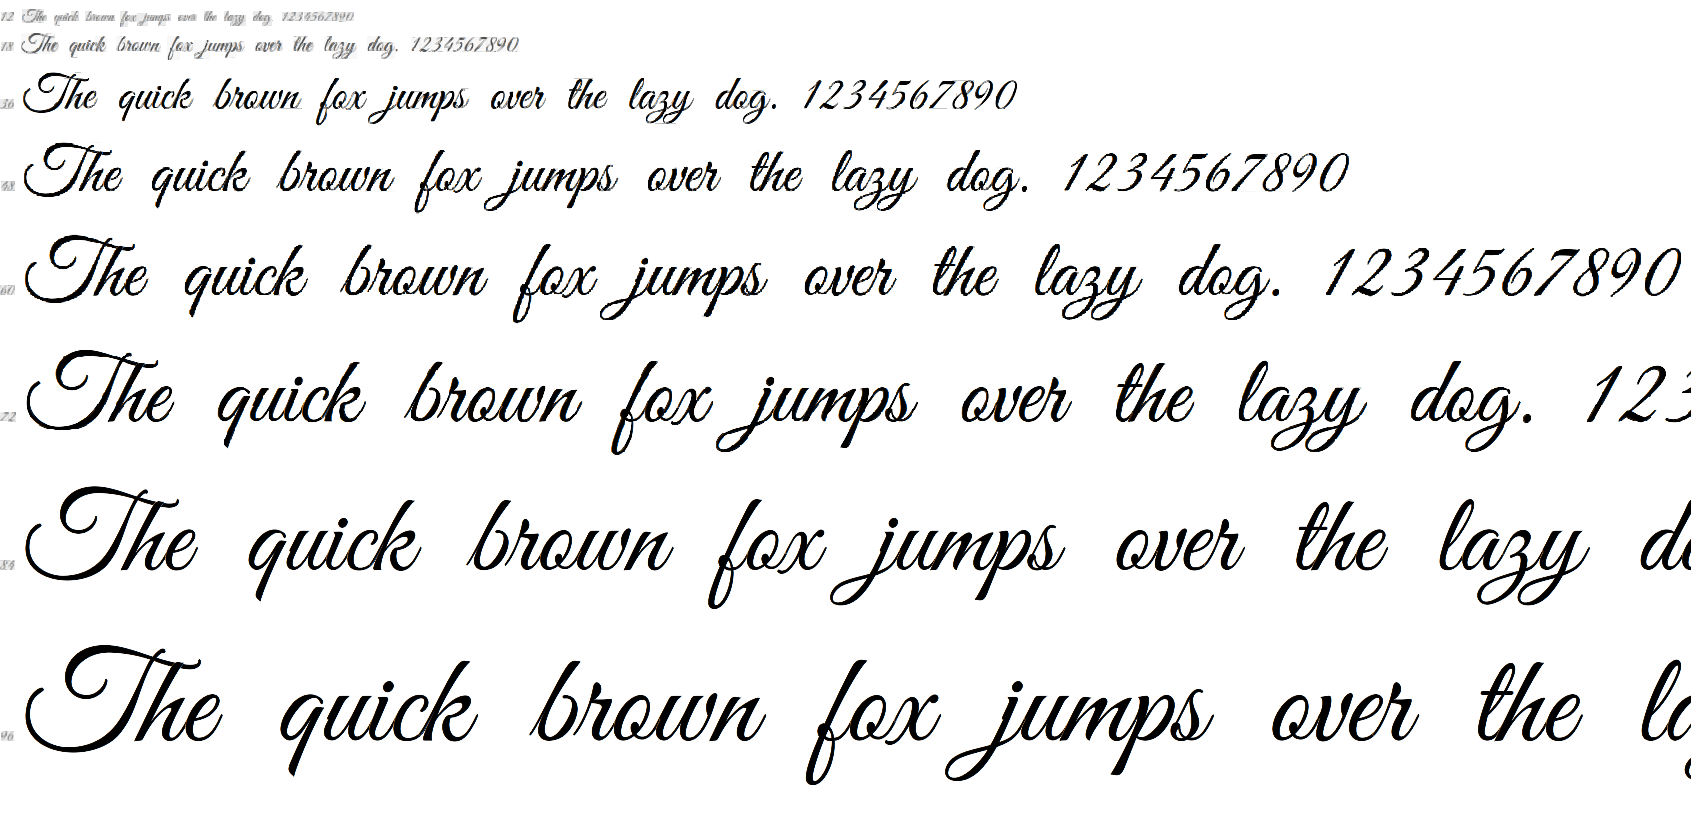 12 The quick brown fox jumps over the lazy dog. 1234567890
18 The quick brown fox jumps over the lazy dog. 1234567890
36 The quick brown fox jumps over the lazy dog. 1234567890
48 The quick brown fox jumps over the lazy dog. 1234567890
60 The quick brown fox jumps over the lazy dog. 1234567890
72 The quick brown fox jumps over the lazy dog. 123
84 The quick brown fox jumps over the lazy do
96 The quick brown fox jumps over the la